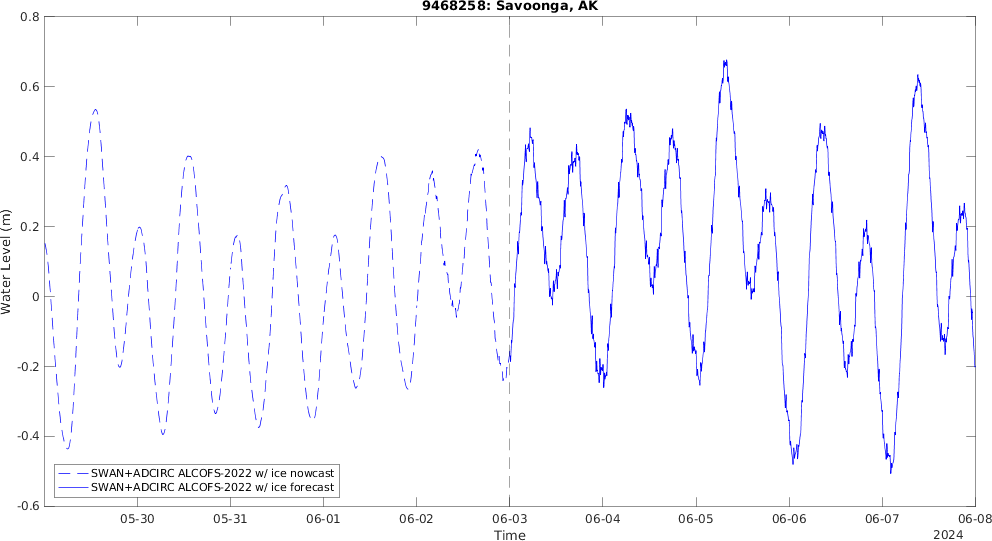 9468258: Savoonga, AK
0.8
0.6
0.4
0.2
0
-0.2
-0.4
-0.6
Water Level (m)
SWAN+ADCIRC ALCOFS-2022 w/ ice nowcast
SWAN+ADCIRC ALCOFS-2022 w/ ice forecast
05-30 05-31 06-01 06-02 06-03 06-04 06-05 06-06 06-07 06-08
Time
2024